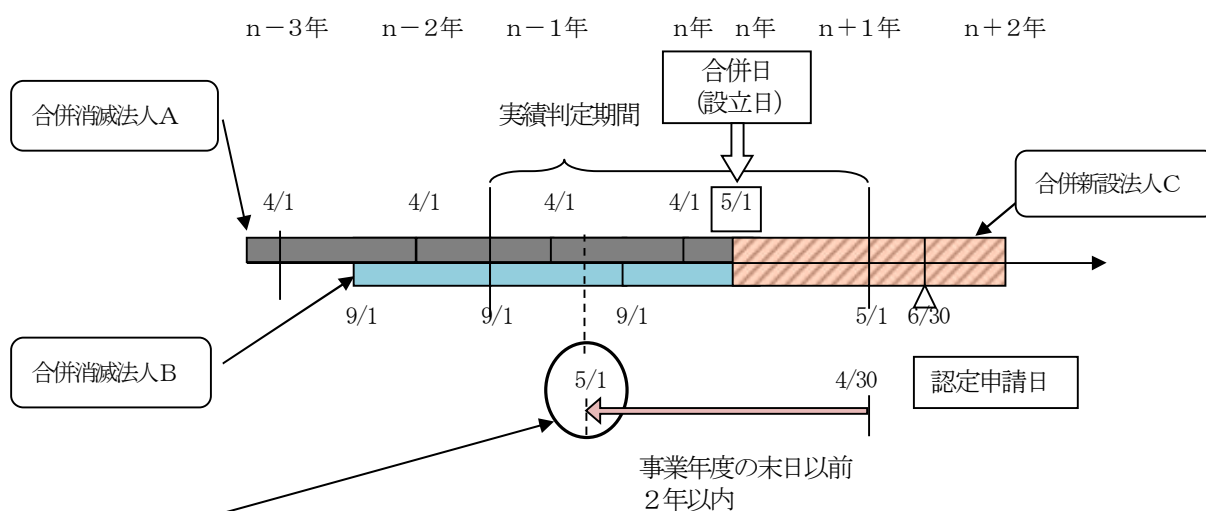 n－3年 n－2年 n－1年 n年 n年 n＋1年 n＋2年
合併日
（設立日）
合併消滅法人A
実績判定期間
合併新設法人C
4/1 4/1 4/1 4/1 5/1
9/1 9/1 9/1 5/1 6/30
合併消滅法人B
5/1 4/30
認定申請日
事業年度の末日以前
２年以内